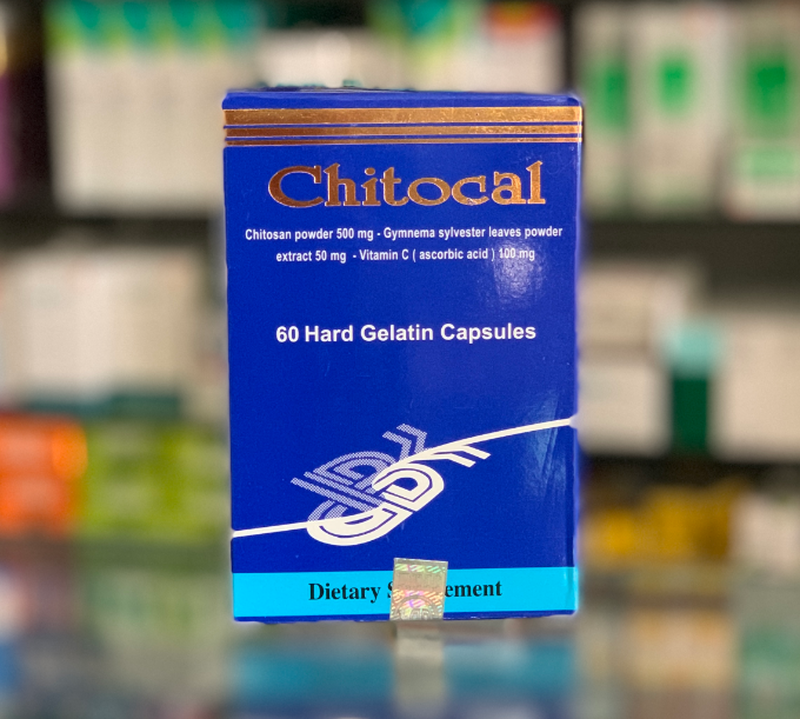 Chitocal
Chitosan powder 500 mg - Gymnema sylvester leaves powder
extract 50 mg - Vitamin C ( ascorbic acid ) 100 mg
60 Hard Gelatin Capsules
Dietary